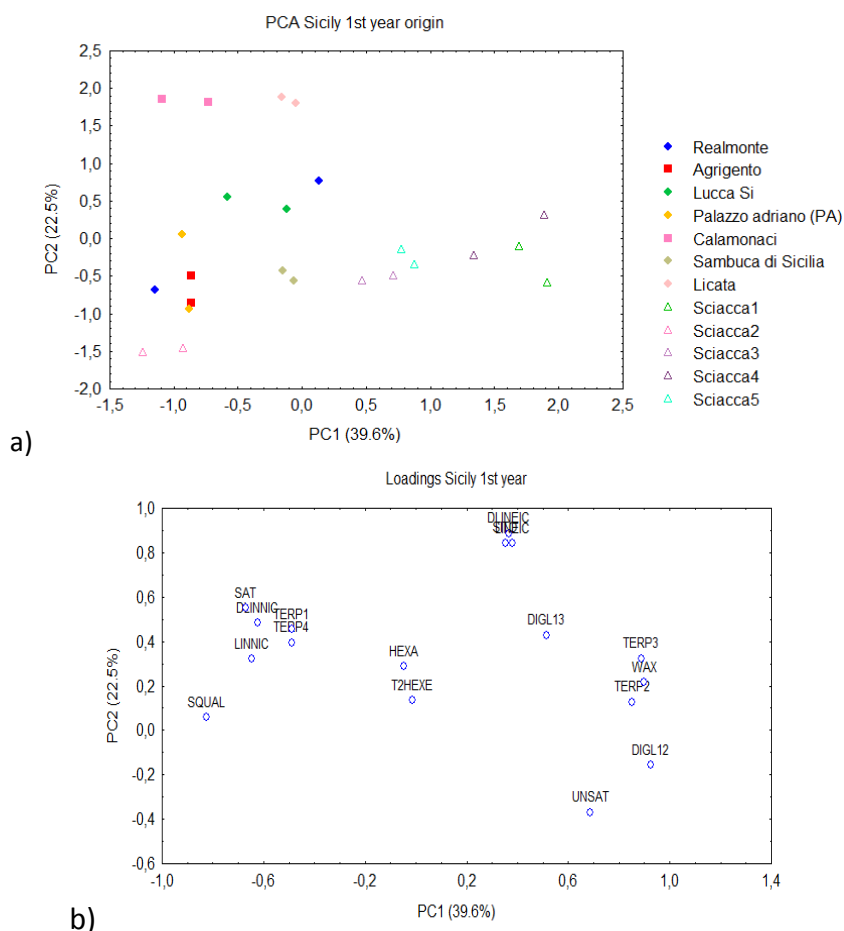 PCA Sicily 1st year origin
2,5
2,0
1,5
1,0
0,5
0,0
-0,5
-1,0
-1,5
-2,0
PC2 (22.5%)
-1,5 -1,0 -0,5 0,0 0,5 1,0 1,5 2,0 2,5
PC1 (39.6%)
Realmonte
Agrigento
Lucca Si
Palazzo adriano (PA)
Calamonaci
Sambuca di Sicilia
Licata
Sciacca1
Sciacca2
Sciacca3
Sciacca4
Sciacca5
a)
Loadings Sicily 1st year
1,0
0,8
0,6
0,4
0,2
0,0
-0,2
-0,4
-0,6
PC2 (22.5%)
DLINEIC
SAT
DLINNIC
TERP1
TERP4
LINNIC
SQUAL
HEXA
T2HEXE
DIGL13
TERP3
WAX
TERP2
DIGL12
UNSAT
-1,0 -0,6 -0,2 0,2 0,6 1,0 1,4
PC1 (39.6%)
b)